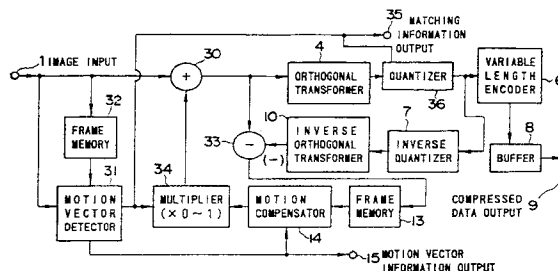 35
MATCHING
INFORMATION
OUTPUT
30
4
1 IMAGE INPUT
+
ORTHOGONAL
TRANSFORMER
QUANTIZER
36
VARIABLE
LENGTH
ENCODER
6
32
FRAME
MEMORY
10
7
8
33
-
(-)
INVERSE
ORTHOGONAL
TRANSFORMER
INVERSE
QUANTIZER
BUFFER
31
34
MOTION
VECTOR
DETECTOR
MULTIPLIER
(×0~1)
MOTION
COMPENSATOR
FRAME
MEMORY
13
COMPRESSED
DATA OUTPUT
9
14
15 MOTION VECTOR
INFORMATION OUTPUT